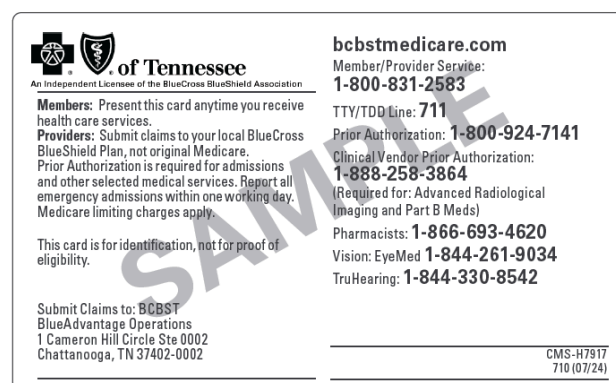 of Tennessee
An Independent Licensee of the BlueCross BlueShield Association
Members: Present this card anytime you receive
health care services.
Providers: Submit claims to your local BlueCross
BlueShield Plan, not original Medicare.
Prior Authorization is required for admissions
and other selected medical services. Report all
emergency admissions within one working day.
Medicare limiting charges apply.
This card is for identification, not for proof of
eligibility.
Submit Claims to: BCBST
BlueAdvantage Operations
1 Cameron Hill Circle Ste 0002
Chattanooga, TN 37402-0002
bcbstmedicare.com
Member/Provider Service:
1-800-831-2583
TTY/TDD Line: 711
Prior Authorization: 1-800-924-7141
Clinical Vendor Prior Authorization:
1-888-258-3864
(Required for: Advanced Radiological
Imaging and Part B Meds)
Pharmacists: 1-866-693-4620
Vision: EyeMed 1-844-261-9034
TruHearing: 1-844-330-8542
CMS-H7917
710 (07/24)
SAMPLE